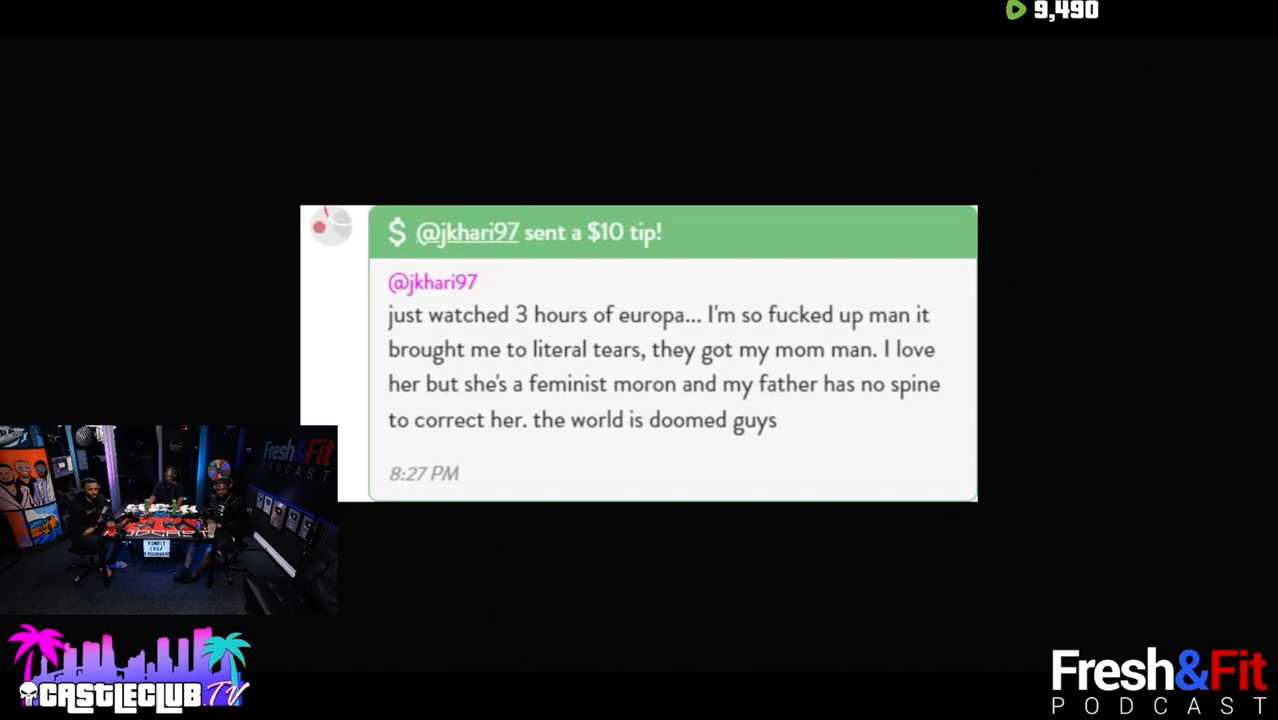 9,490
$ @jkhari97 sent a $10 tip!
@jkhari97
just watched 3 hours of europa... I'm so fucked up man it
brought me to literal tears, they got my mom man. I love
her but she's a feminist moron and my father has no spine
to correct her. the world is doomed guys
8:27 PM
Fresh&Fit
PODCAST
PODCAST
CASTLECLUB.TV
Fresh&Fit
PODCAST